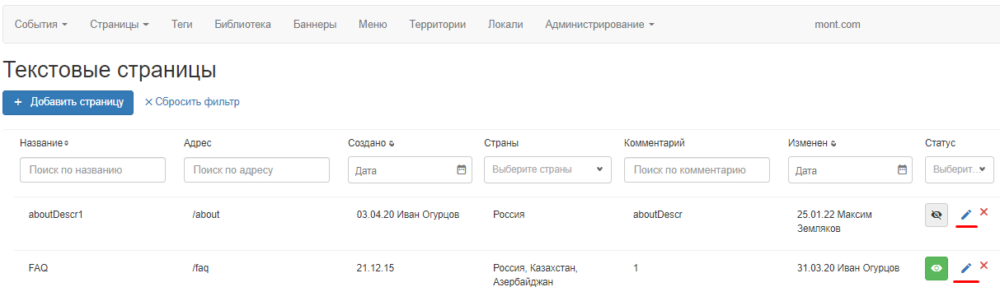 События Страницы Теги Библиотека Баннеры Меню Территории Локали Администрирование mont.com
Текстовые страницы
+ Добавить страницу × Сбросить фильтр
Название Адрес Создано Страны Комментарий Изменен Статус
Поиск по названию Поиск по адресу Дата Выберите страны Поиск по комментарию Дата Выберит...
aboutDescr1 /about 03.04.20 Иван Огурцов Россия aboutDescr 25.01.22 Максим
Земляков
FAQ /faq 21.12.15 Россия, Казахстан, 1 31.03.20 Иван Огурцов
Азербайджан